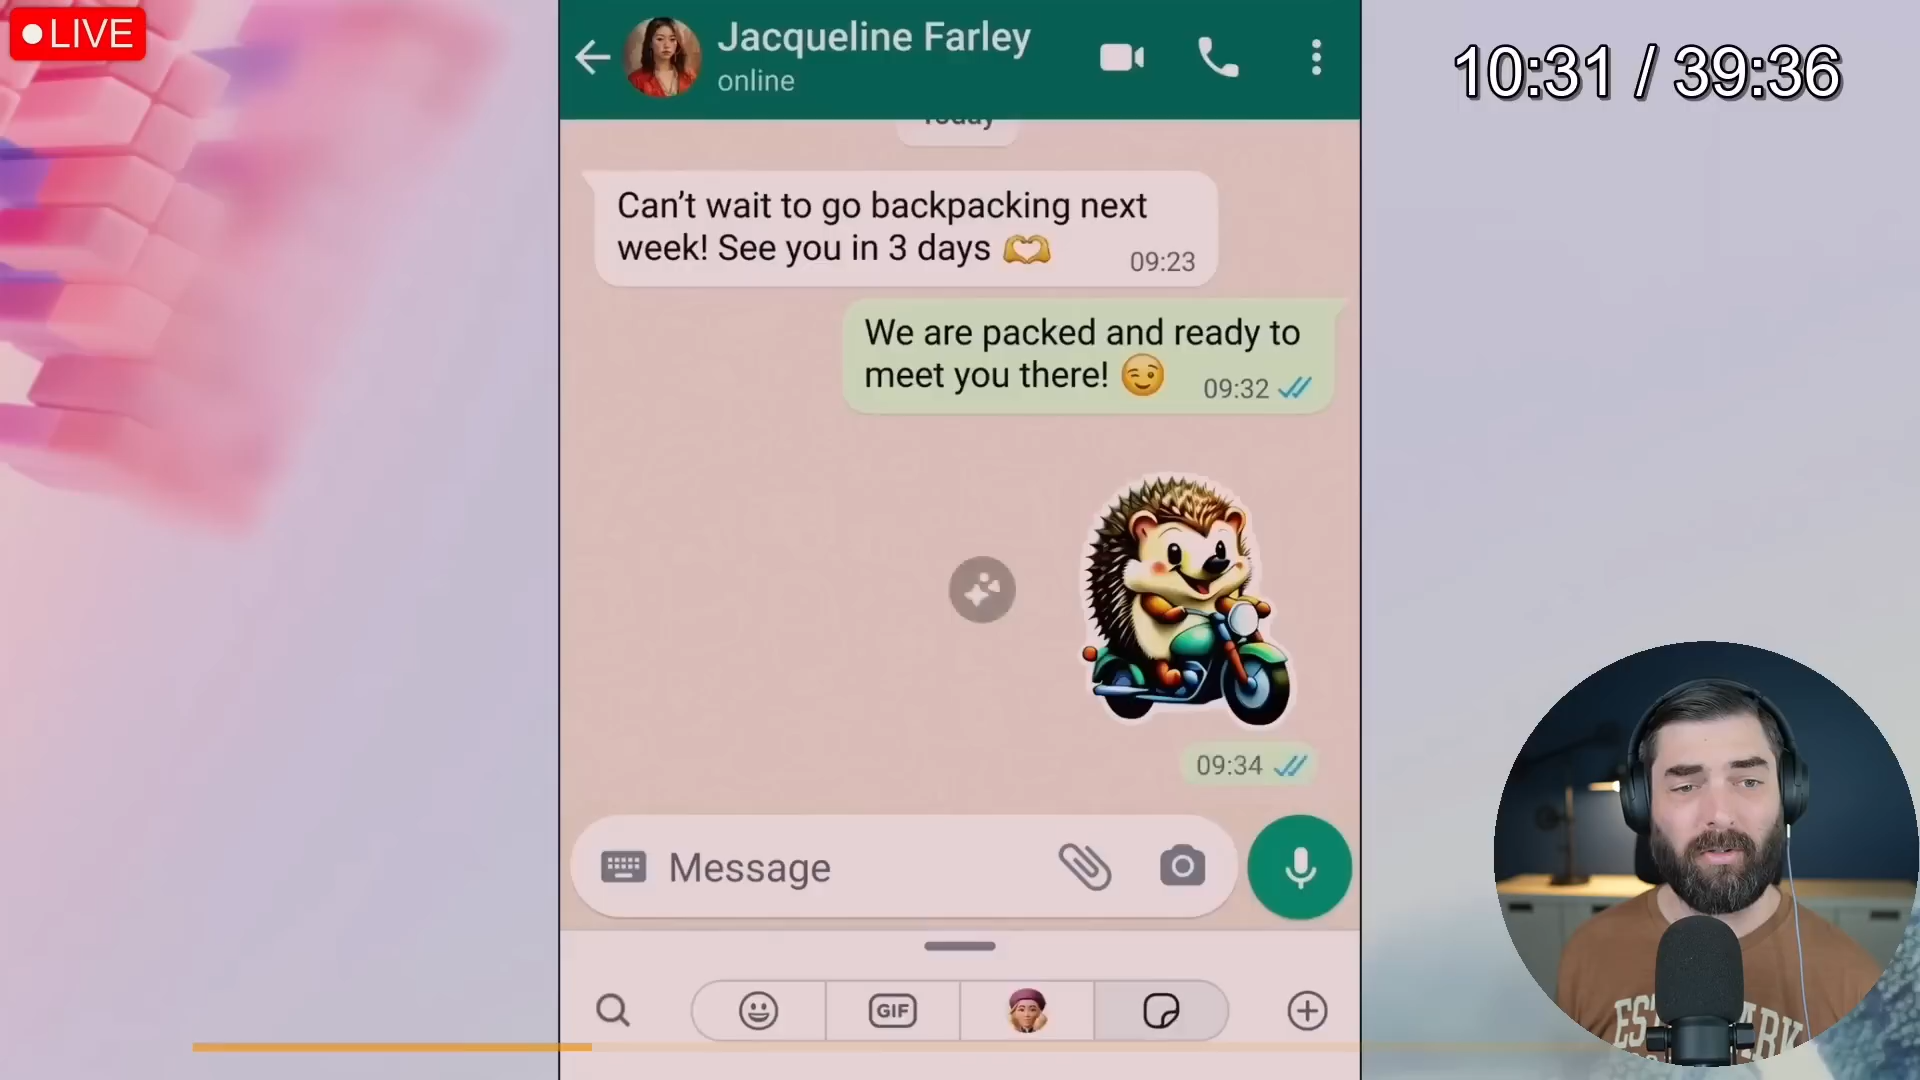 LIVE
Jacqueline Farley
online
10:31 / 39:36
Today
Can’t wait to go backpacking next
week! See you in 3 days 🫶
09:23
We are packed and ready to
meet you there! 😉
09:32
09:34
Message
GIF